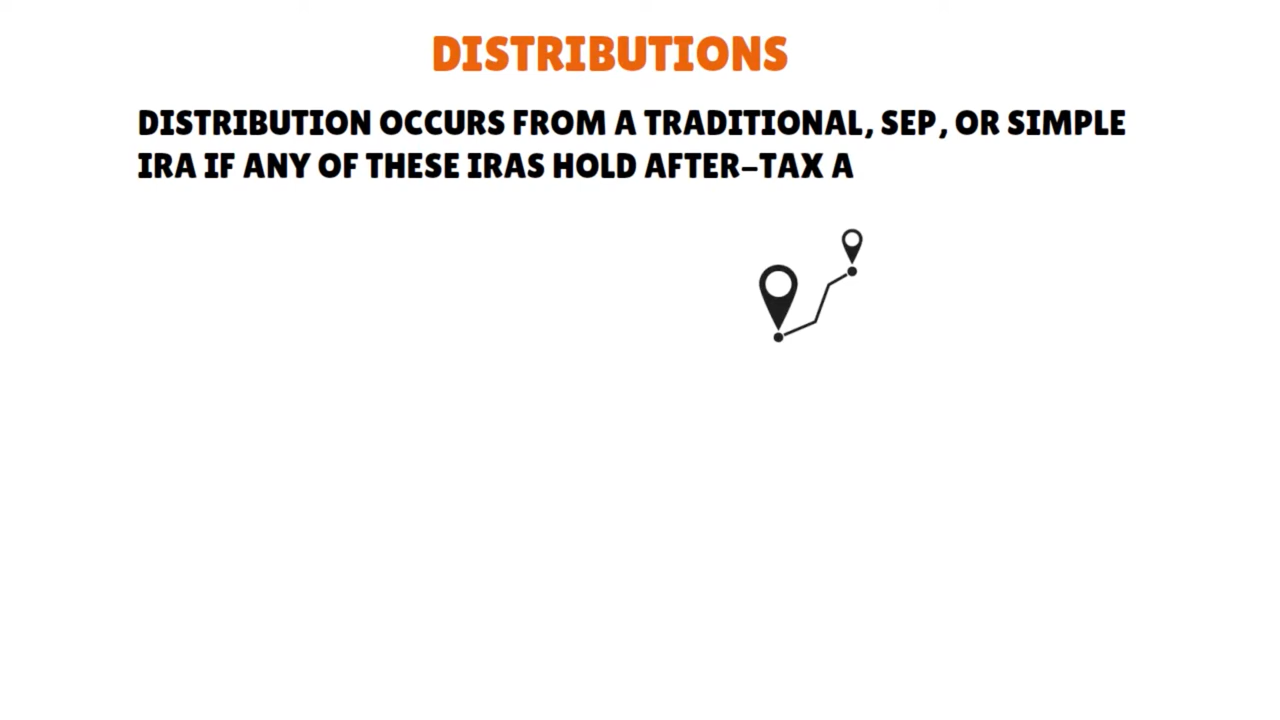 DISTRIBUTIONS
DISTRIBUTION OCCURS FROM A TRADITIONAL, SEP, OR SIMPLE
IRA IF ANY OF THESE IRAS HOLD AFTER-TAX A